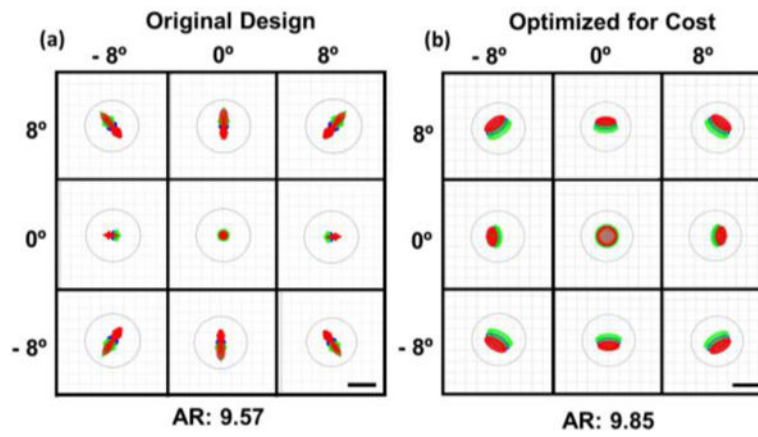 Original Design
Optimized for Cost
(a)
- 8º 0º 8º
(b)
- 8º 0º 8º
8º
8º
0º
0º
- 8º
- 8º
AR: 9.57
AR: 9.85